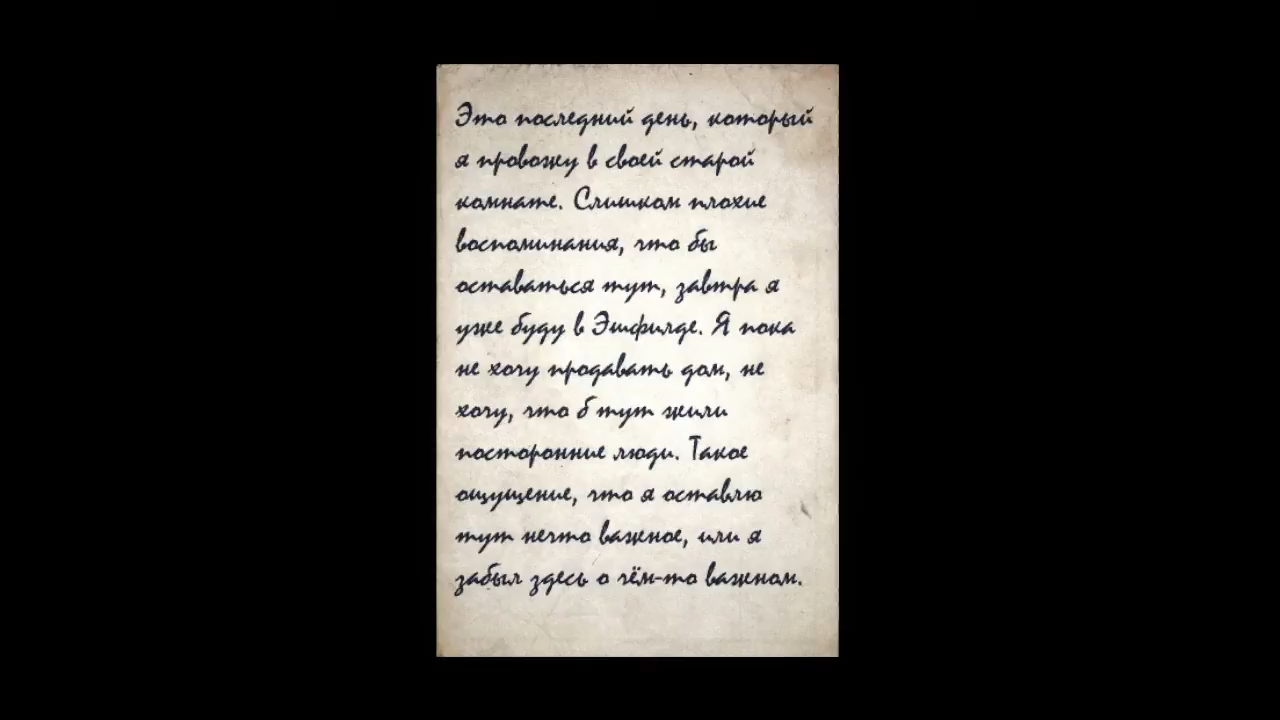 Это последний день, который
я провожу в своей старой
комнате. Слишком плохие
воспоминания, что бы
оставаться тут, завтра я
уже буду в Эшфилде. Я пока
не хочу продавать дом, не
хочу, что б тут жили
посторонние люди. Такое
ощущение, что я оставлю
тут нечто важное, или я
забыл здесь о чём-то важном.